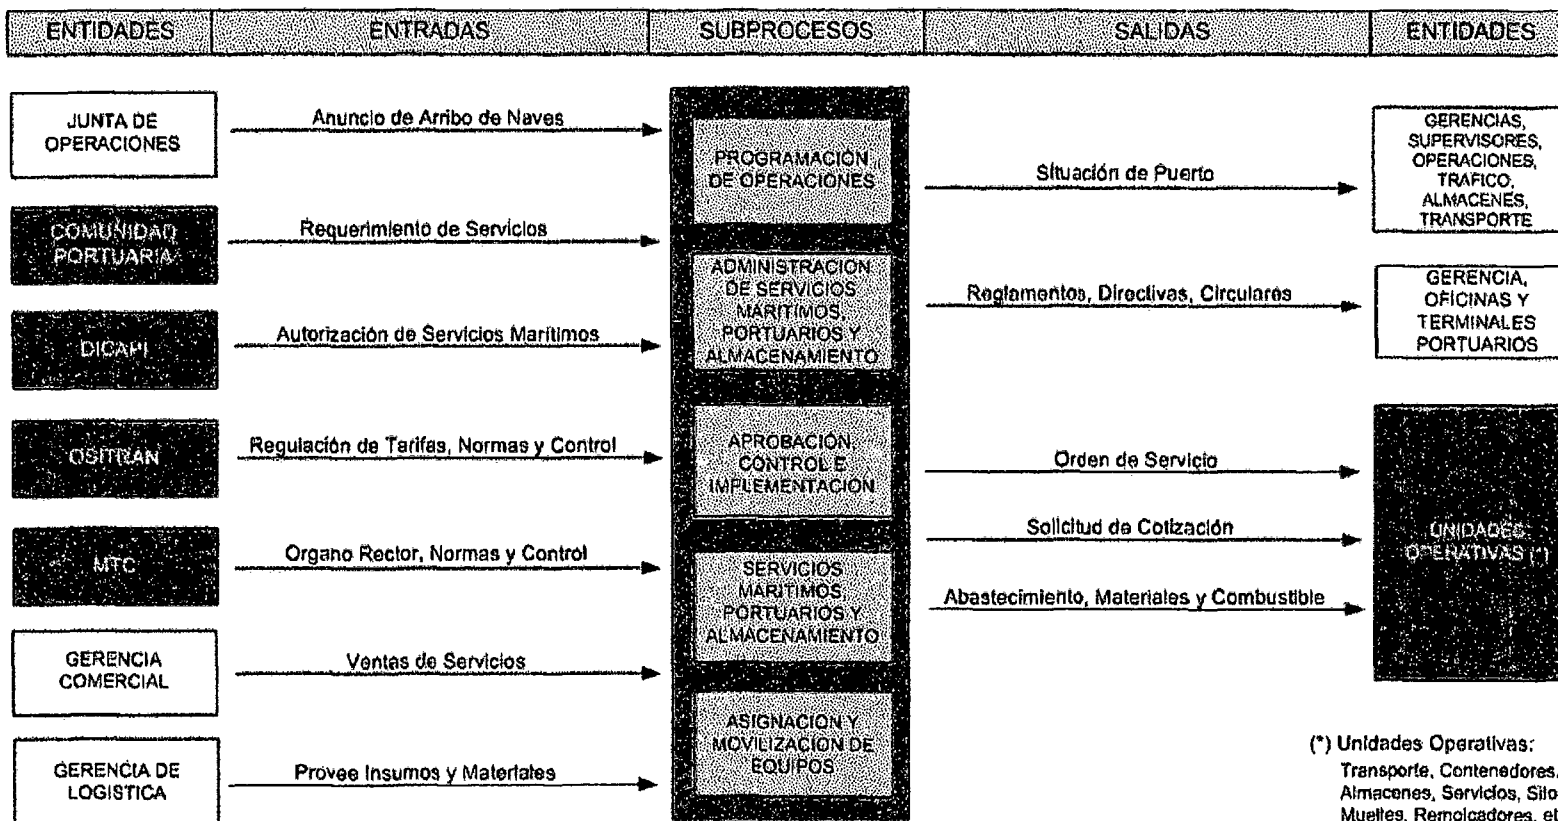 ENTIDADES
ENTRADAS
SUBPROCESOS
SALIDAS
ENTIDADES
JUNTA DE
OPERACIONES
Anuncio de Arribo de Naves
COMUNIDAD
PORTUARIA
Requerimiento de Servicios
DICAPI
Autorización de Servicios Marítimos
OSITRAN
Regulación de Tarifas, Normas y Control
MTC
Organo Rector, Normas y Control
GERENCIA
COMERCIAL
Ventas de Servicios
GERENCIA DE
LOGISTICA
Provee Insumos y Materiales
PROGRAMACIÓN
DE OPERACIONES
ADMINISTRACION
DE SERVICIOS
MARITIMOS,
PORTUARIOS Y
ALMACENAMIENTO
APROBACIÓN,
CONTROL E
IMPLEMENTACIÓN
SERVICIOS
MARITIMOS
PORTUARIOS Y
ALMACENAMIENTO
ASIGNACION Y
MOVILIZACION DE
EQUIPOS
Situación de Puerto
Reglamentos, Directivas, Circulares
Orden de Servicio
Solicitud de Cotización
Abastecimiento, Materiales y Combustible
GERENCIAS,
SUPERVISORES,
OPERACIONES,
TRAFICO,
ALMACENES,
TRANSPORTE
GERENCIA,
OFICINAS Y
TERMINALES
PORTUARIOS
UNIDADES
OPERATIVAS (*)
(*) Unidades Operativas:
Transporte, Contenedores,
Almacenes, Servicios, Silo
Muelles, Remolcadores, et